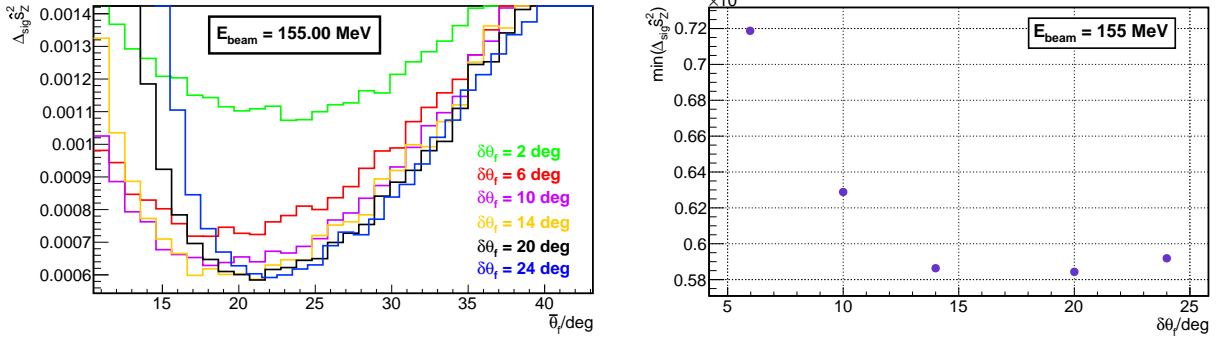 Δsigŝ²Z
0.0014
0.0013
0.0012
0.0011
0.001
0.0009
0.0008
0.0007
0.0006
Ebeam = 155.00 MeV
δθf = 2 deg
δθf = 6 deg
δθf = 10 deg
δθf = 14 deg
δθf = 20 deg
δθf = 24 deg
15 20 25 30 35 40
θ̅f/deg
min(Δsigŝ²Z)
0.72
0.7
0.68
0.66
0.64
0.62
0.6
0.58
Ebeam = 155 MeV
5 10 15 20 25
δθf/deg